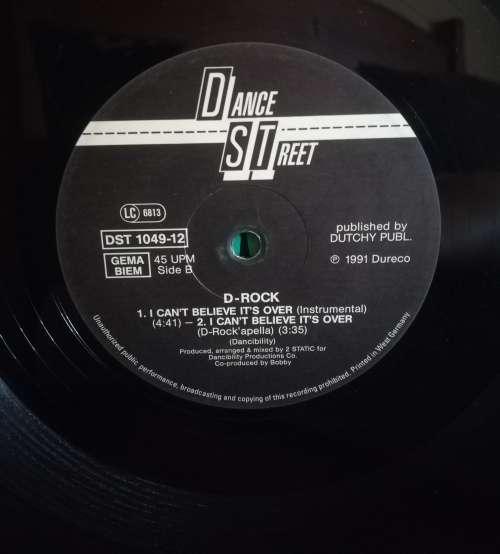 DANCE
STREET
LC 6813
DST 1049-12
GEMA
BIEM
45 UPM
Side B
published by
DUTCHY PUBL.
℗ 1991 Dureco
D-ROCK
1. I CAN'T BELIEVE IT'S OVER (Instrumental)
(4:41) – 2. I CAN'T BELIEVE IT'S OVER
(D-Rock'apella) (3:35)
(Dancibility)
Produced, arranged & mixed by 2 STATIC for
Dancibility Productions Co.
Co-produced by Bobby
Unauthorized public performance, broadcasting and copying of this recording prohibited. Printed in West Germany